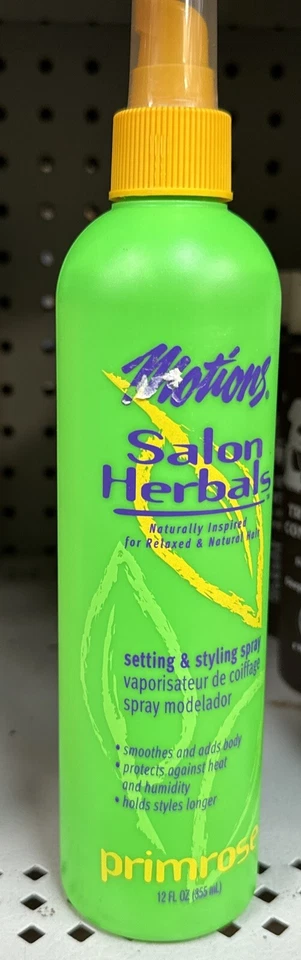 Motions®
Salon
Herbals™
Naturally Inspired
for Relaxed & Natural Hair
setting & styling spray
vaporisateur de coiffage
spray modelador
• smoothes and adds body
• protects against heat
and humidity
• holds styles longer
primrose
12 FL OZ (355 mL)